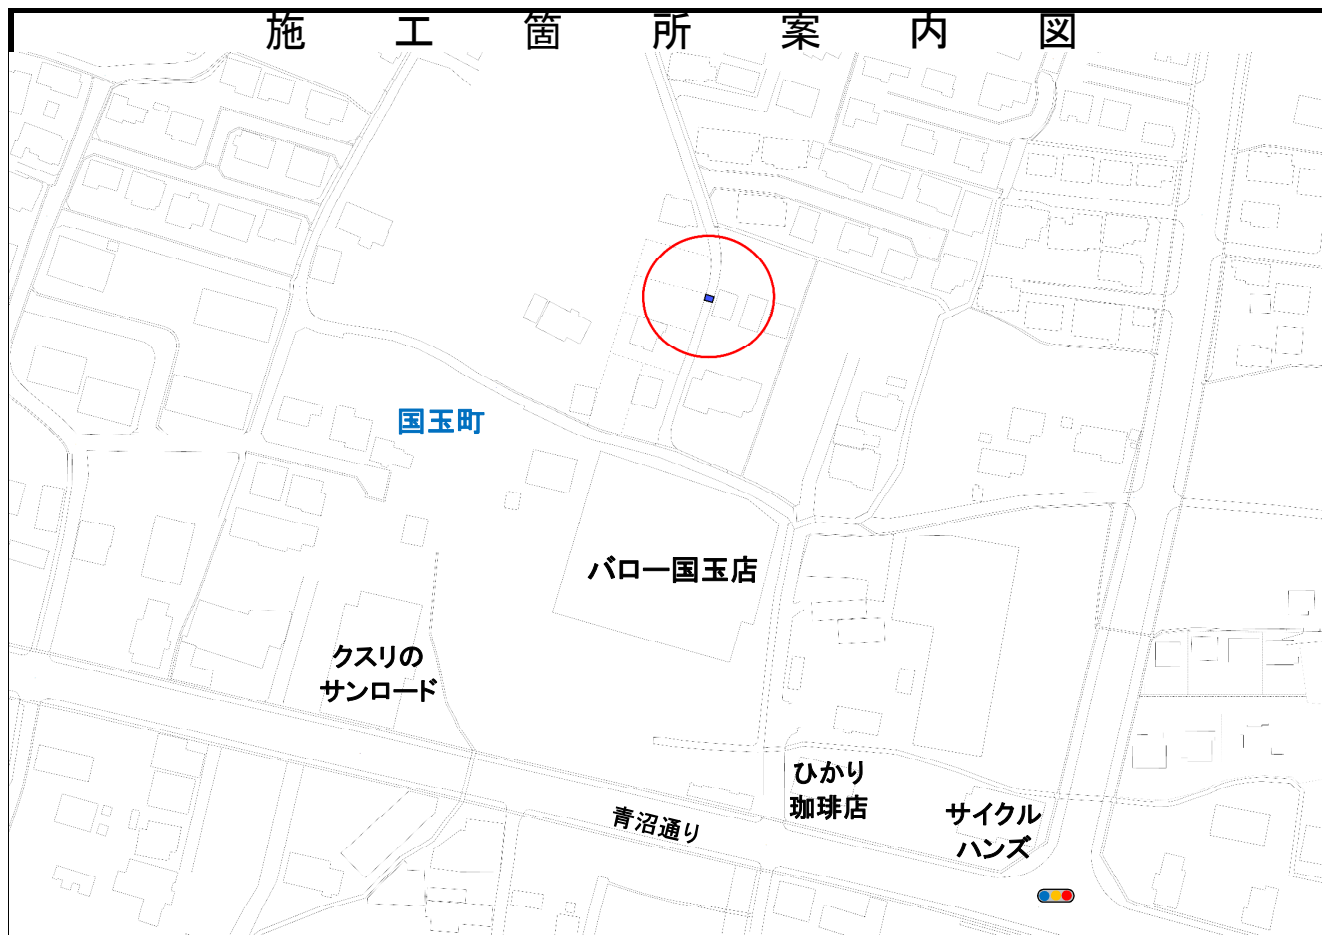 施工箇所案内図
国玉町
バロー国玉店
クスリの
サンロード
ひかり
珈琲店
サイクル
ハンズ
青沼通り